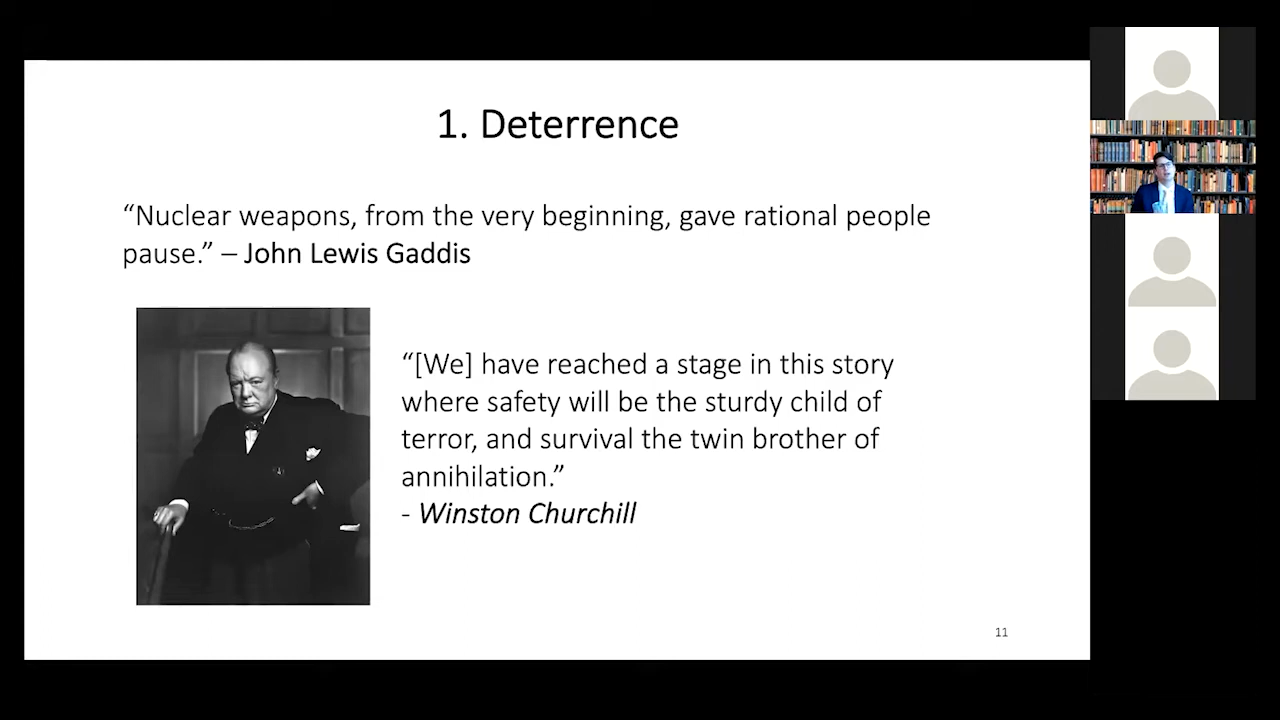 1. Deterrence
“Nuclear weapons, from the very beginning, gave rational people
pause.” – John Lewis Gaddis
“[We] have reached a stage in this story
where safety will be the sturdy child of
terror, and survival the twin brother of
annihilation.”
- Winston Churchill
11